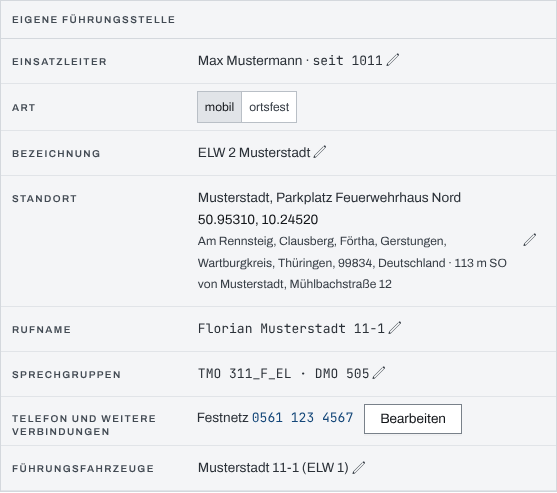 EIGENE FÜHRUNGSSTELLE
EINSATZLEITER Max Mustermann · seit 1011
ART mobil ortsfest
BEZEICHNUNG ELW 2 Musterstadt
STANDORT Musterstadt, Parkplatz Feuerwehrhaus Nord
50.95310, 10.24520
Am Rennsteig, Clausberg, Förtha, Gerstungen,
Wartburgkreis, Thüringen, 99834, Deutschland · 113 m SO
von Musterstadt, Mühlbachstraße 12
RUFNAME Florian Musterstadt 11-1
SPRECHGRUPPEN TMO 311_F_EL · DMO 505
TELEFON UND WEITERE VERBINDUNGEN Festnetz 0561 123 4567 Bearbeiten
FÜHRUNGSFAHRZEUGE Musterstadt 11-1 (ELW 1)